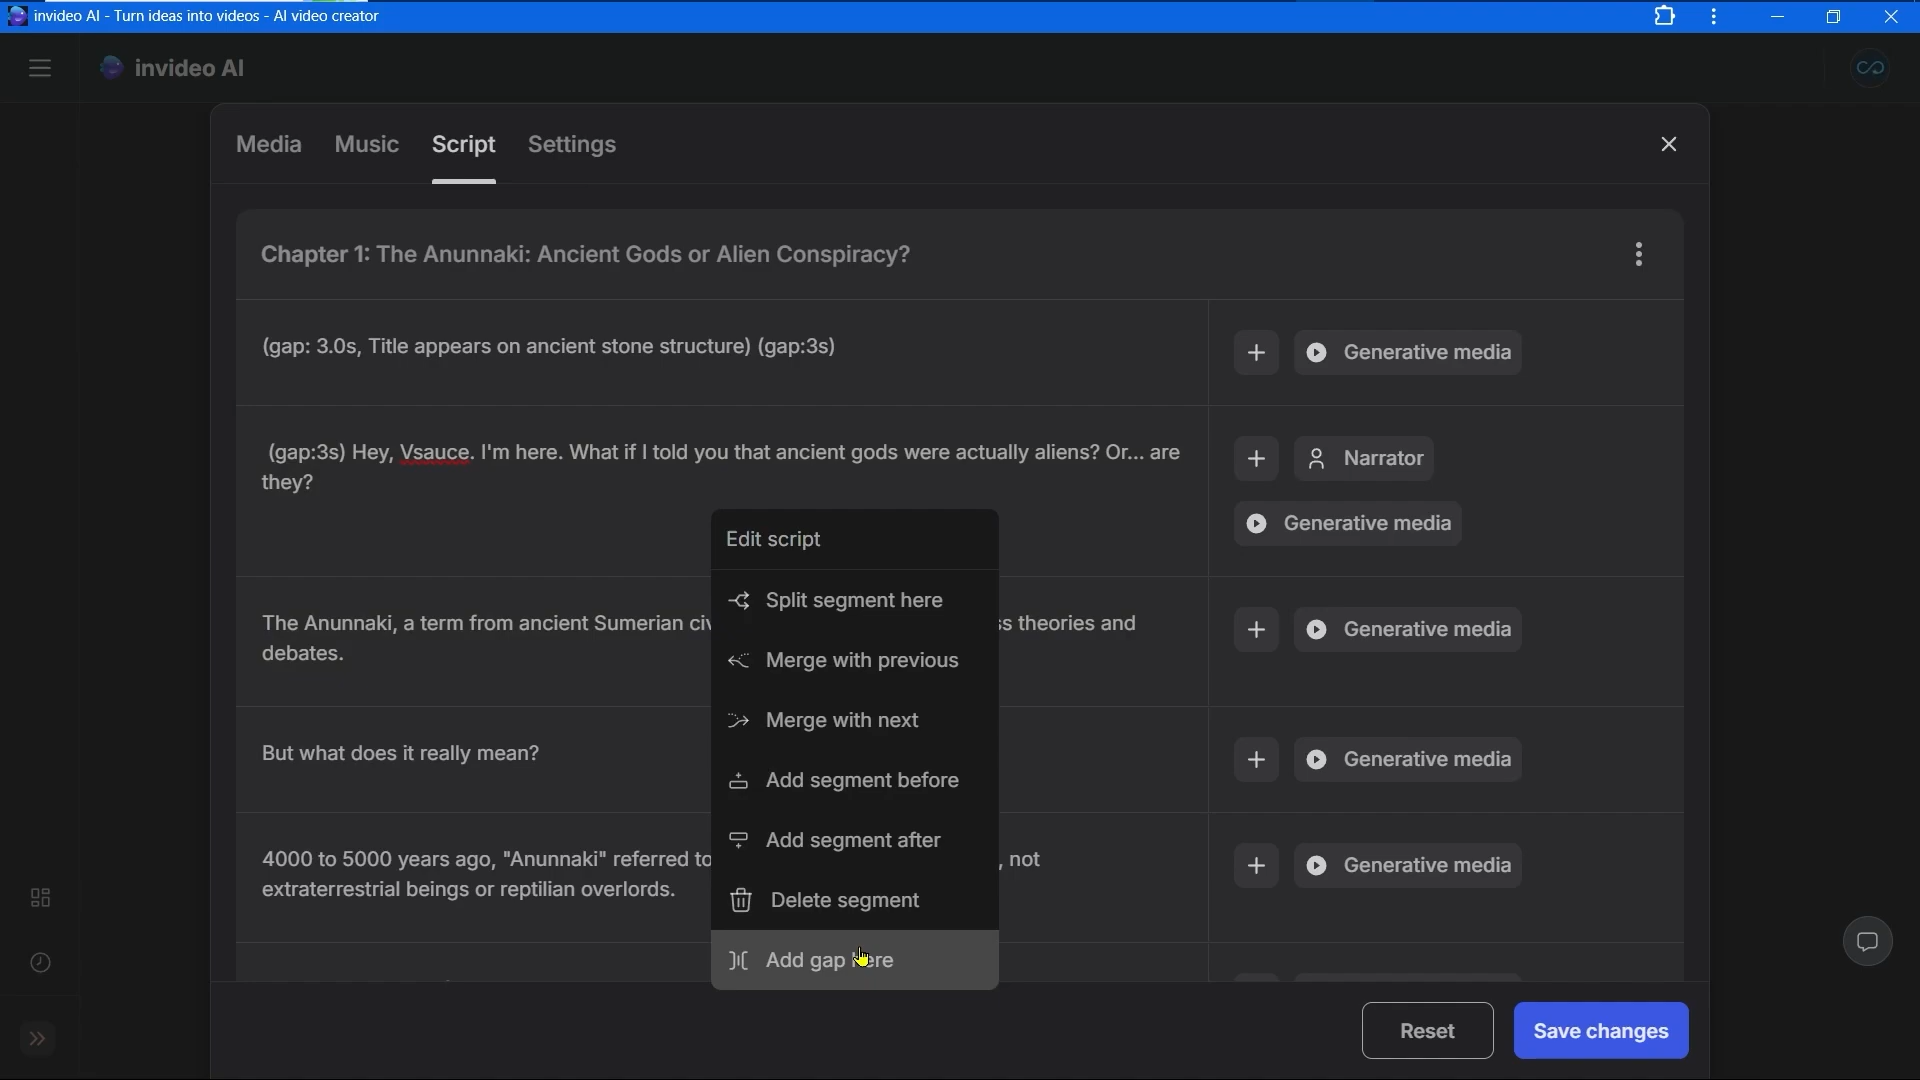 invideo AI - Turn ideas into videos - AI video creator
invideo AI
Media
Music
Script
Settings
Chapter 1: The Anunnaki: Ancient Gods or Alien Conspiracy?
(gap: 3.0s, Title appears on ancient stone structure) (gap:3s)
Generative media
(gap:3s) Hey, Vsauce. I'm here. What if I told you that ancient gods were actually aliens? Or... are
they?
Narrator
Generative media
Edit script
Split segment here
Merge with previous
Merge with next
Add segment before
Add segment after
Delete segment
Add gap here
The Anunnaki, a term from ancient Sumerian
theories and
debates.
Generative media
But what does it really mean?
Generative media
4000 to 5000 years ago, "Anunnaki" referred to
, not
extraterrestrial beings or reptilian overlords.
Generative media
Reset
Save changes